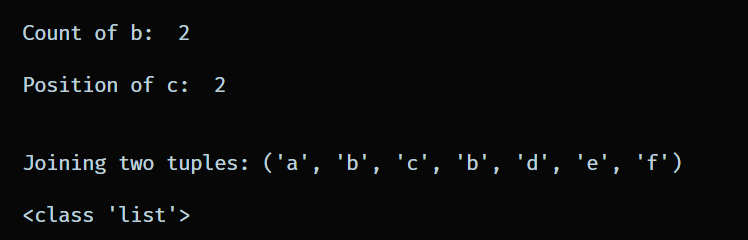 Count of b:  2
Position of c:  2
Joining two tuples: ('a', 'b', 'c', 'b', 'd', 'e', 'f')
<class 'list'>